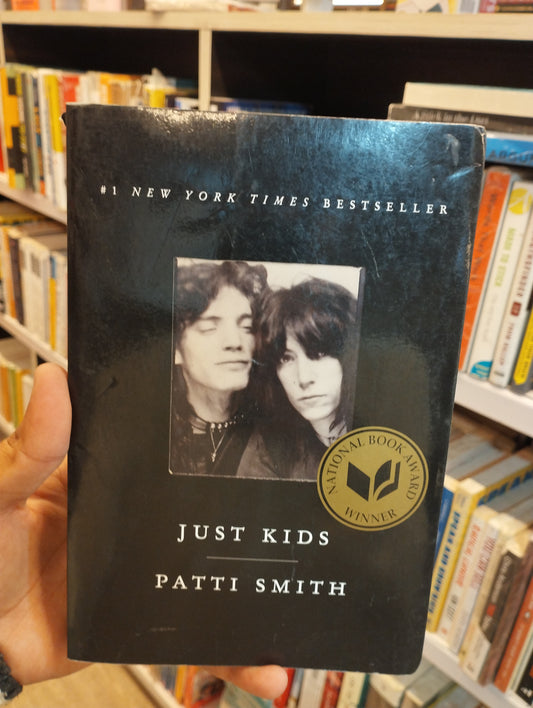 #1 NEW YORK TIMES BESTSELLER
NATIONAL BOOK AWARD
WINNER
JUST KIDS
PATTI SMITH